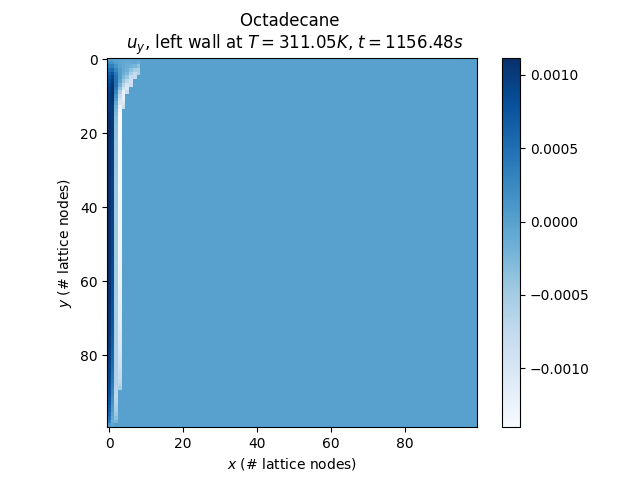 Octadecane
u_y, left wall at T = 311.05K, t = 1156.48s
0
20
40
60
80
y (# lattice nodes)
0 20 40 60 80
x (# lattice nodes)
0.0010
0.0005
0.0000
−0.0005
−0.0010